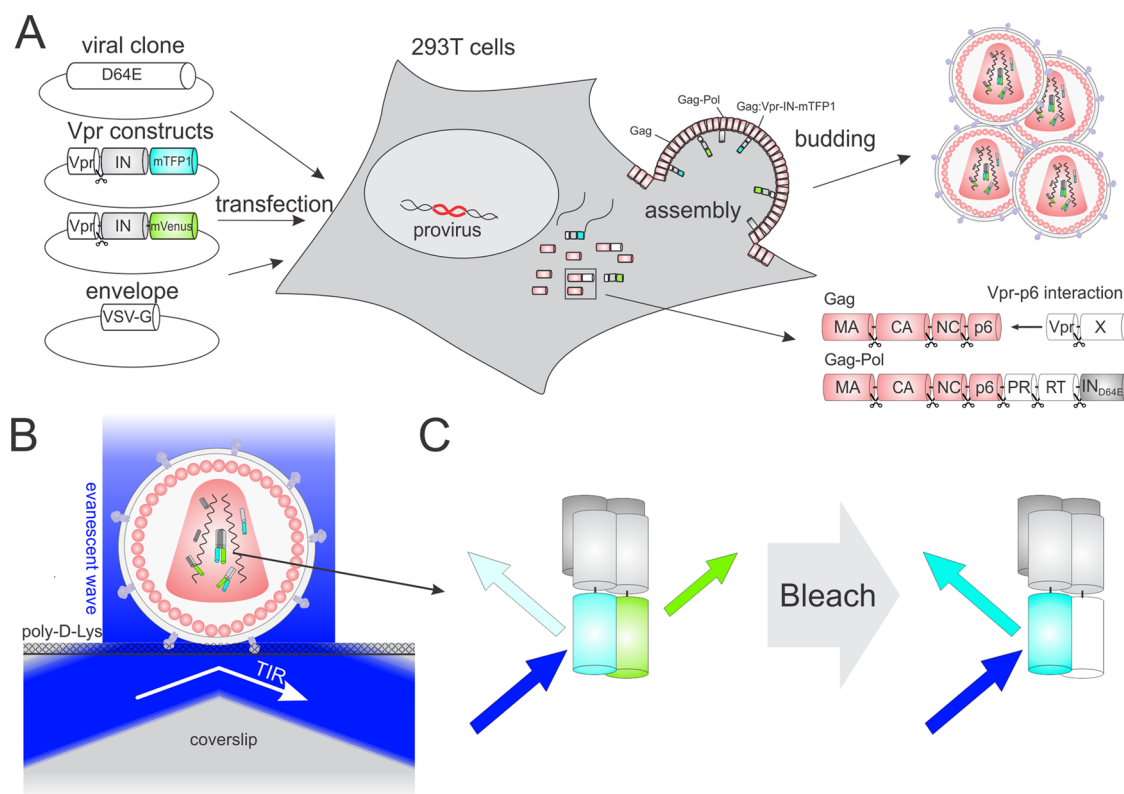 A
viral clone
D64E
Vpr constructs
Vpr IN mTFP1
Vpr IN mVenus
envelope
VSV-G
transfection
293T cells
provirus
Gag
Gag-Pol
Gag:Vpr-IN-mTFP1
assembly
budding
Gag
Vpr-p6 interaction
MA CA NC p6 Vpr X
Gag-Pol
MA CA NC p6 PR RT IND64E
B
evanescent wave
poly-D-Lys
TIR
coverslip
C
Bleach